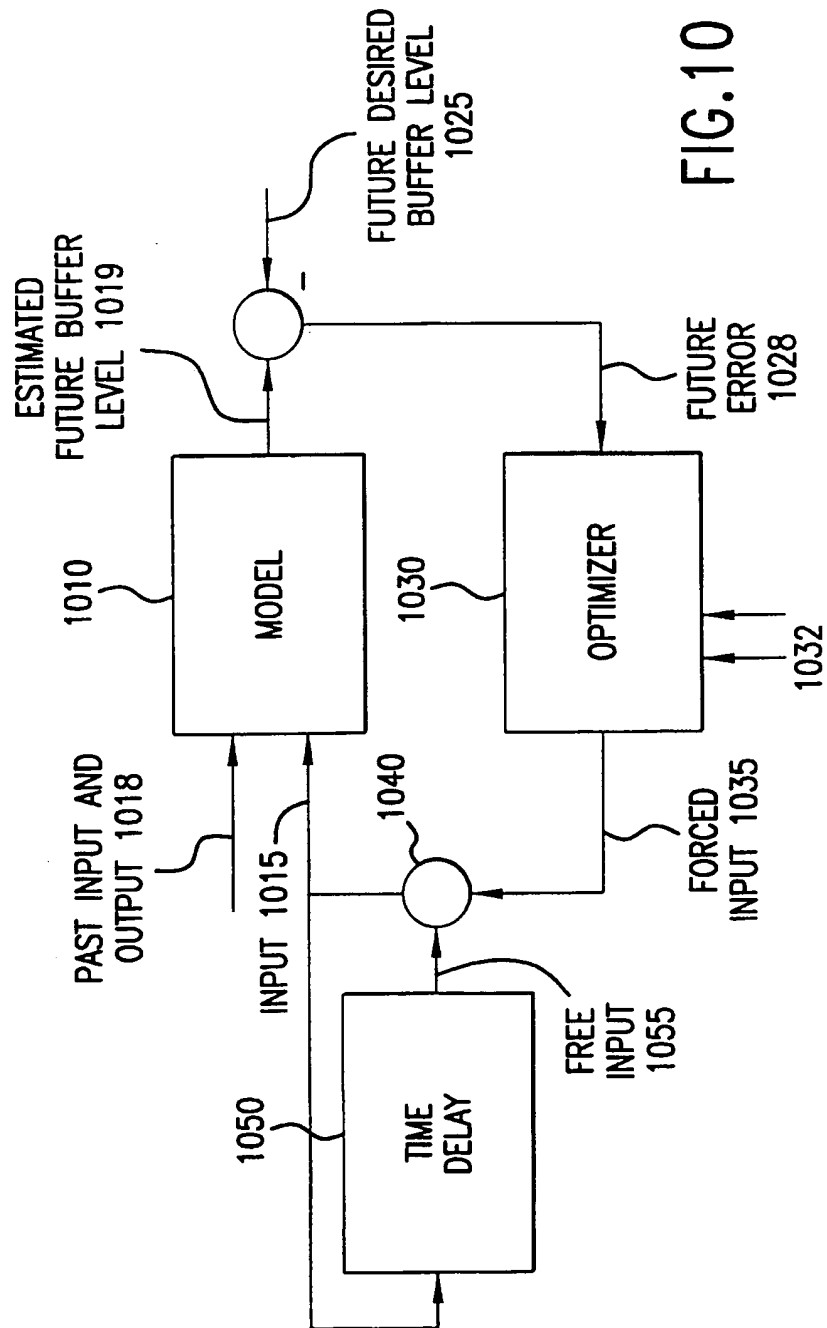 ESTIMATED
FUTURE BUFFER
LEVEL 1019
1010
PAST INPUT AND
OUTPUT 1018
MODEL
FUTURE DESIRED
BUFFER LEVEL
1025
-
INPUT 1015
1040
1050
TIME
DELAY
FREE
INPUT
1055
1030
OPTIMIZER
FORCED
INPUT 1035
1032
FUTURE
ERROR
1028
FIG.10